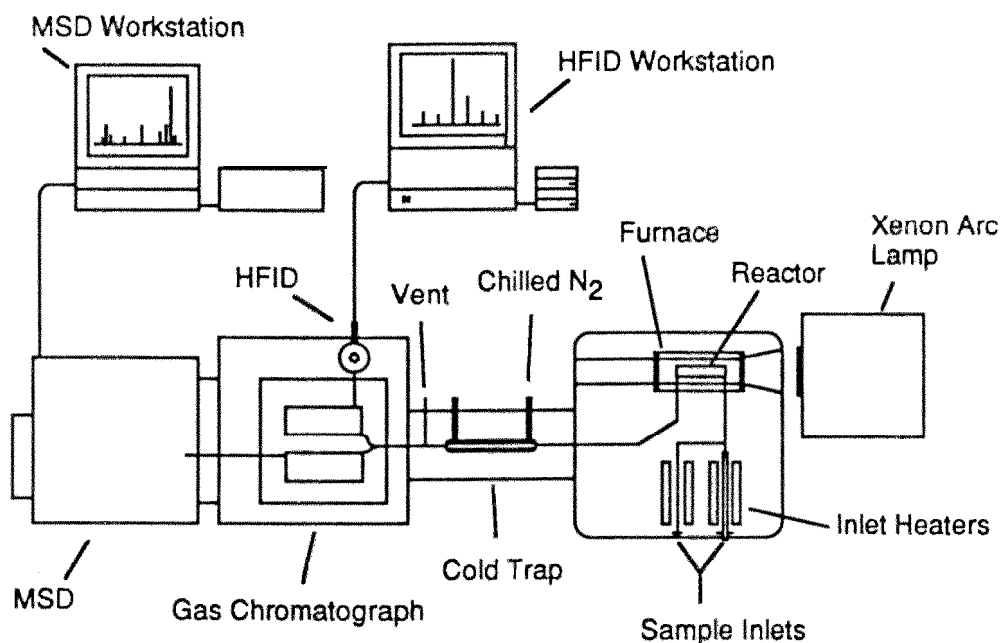 MSD Workstation
HFID Workstation
Furnace
Xenon Arc
Lamp
Reactor
HFID
Vent
Chilled N2
Inlet Heaters
Cold Trap
MSD
Gas Chromatograph
Sample Inlets